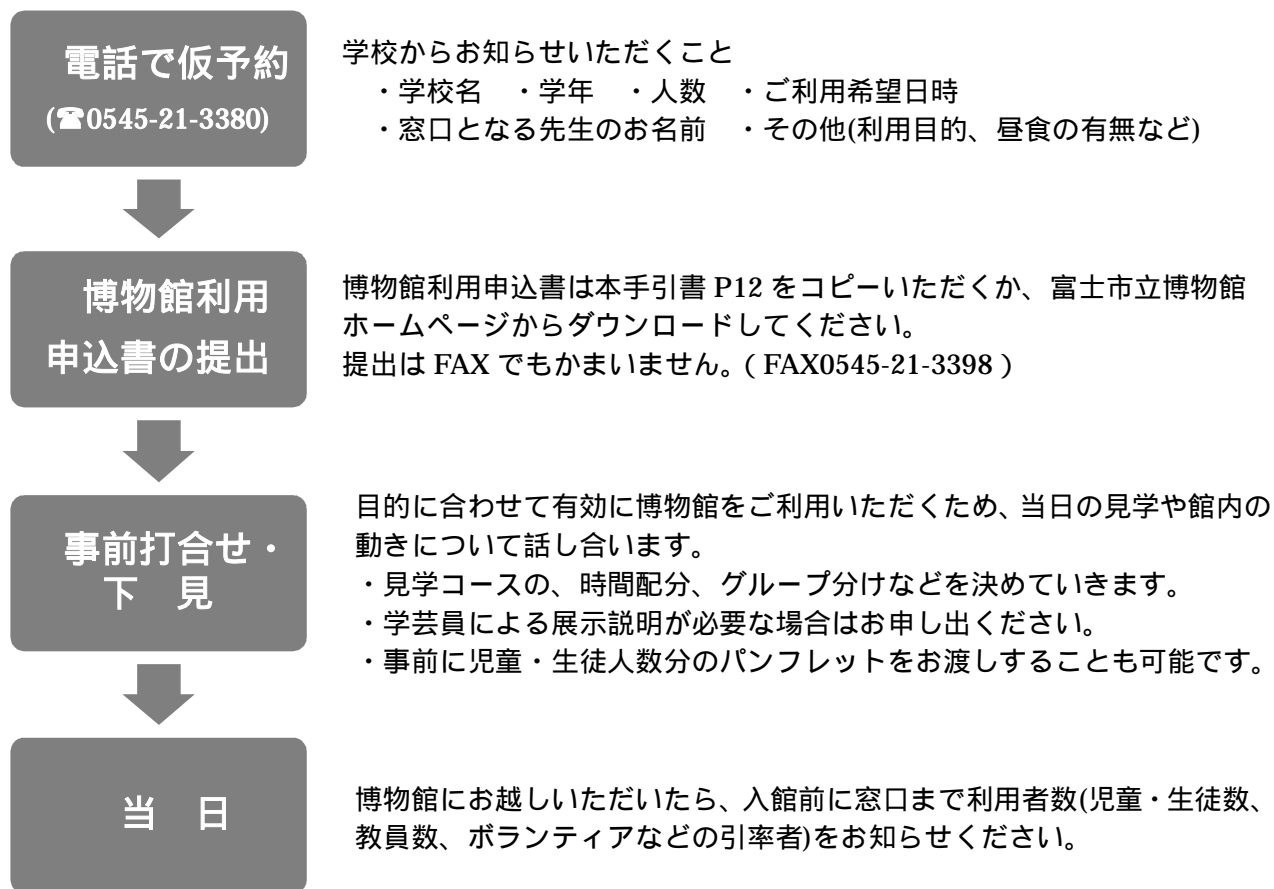 電話で仮予約
(☎0545-21-3380)
学校からお知らせいただくこと
・学校名　・学年　・人数　・ご利用希望日時
・窓口となる先生のお名前　・その他(利用目的、昼食の有無など)
博物館利用
申込書の提出
博物館利用申込書は本手引書 P12 をコピーいただくか、富士市立博物館
ホームページからダウンロードしてください。
提出は FAX でもかまいません。( FAX0545-21-3398 )
事前打合せ・
下　見
目的に合わせて有効に博物館をご利用いただくため、当日の見学や館内の
動きについて話し合います。
・見学コースの、時間配分、グループ分けなどを決めていきます。
・学芸員による展示説明が必要な場合はお申し出ください。
・事前に児童・生徒人数分のパンフレットをお渡しすることも可能です。
当　日
博物館にお越しいただいたら、入館前に窓口まで利用者数(児童・生徒数、
教員数、ボランティアなどの引率者)をお知らせください。